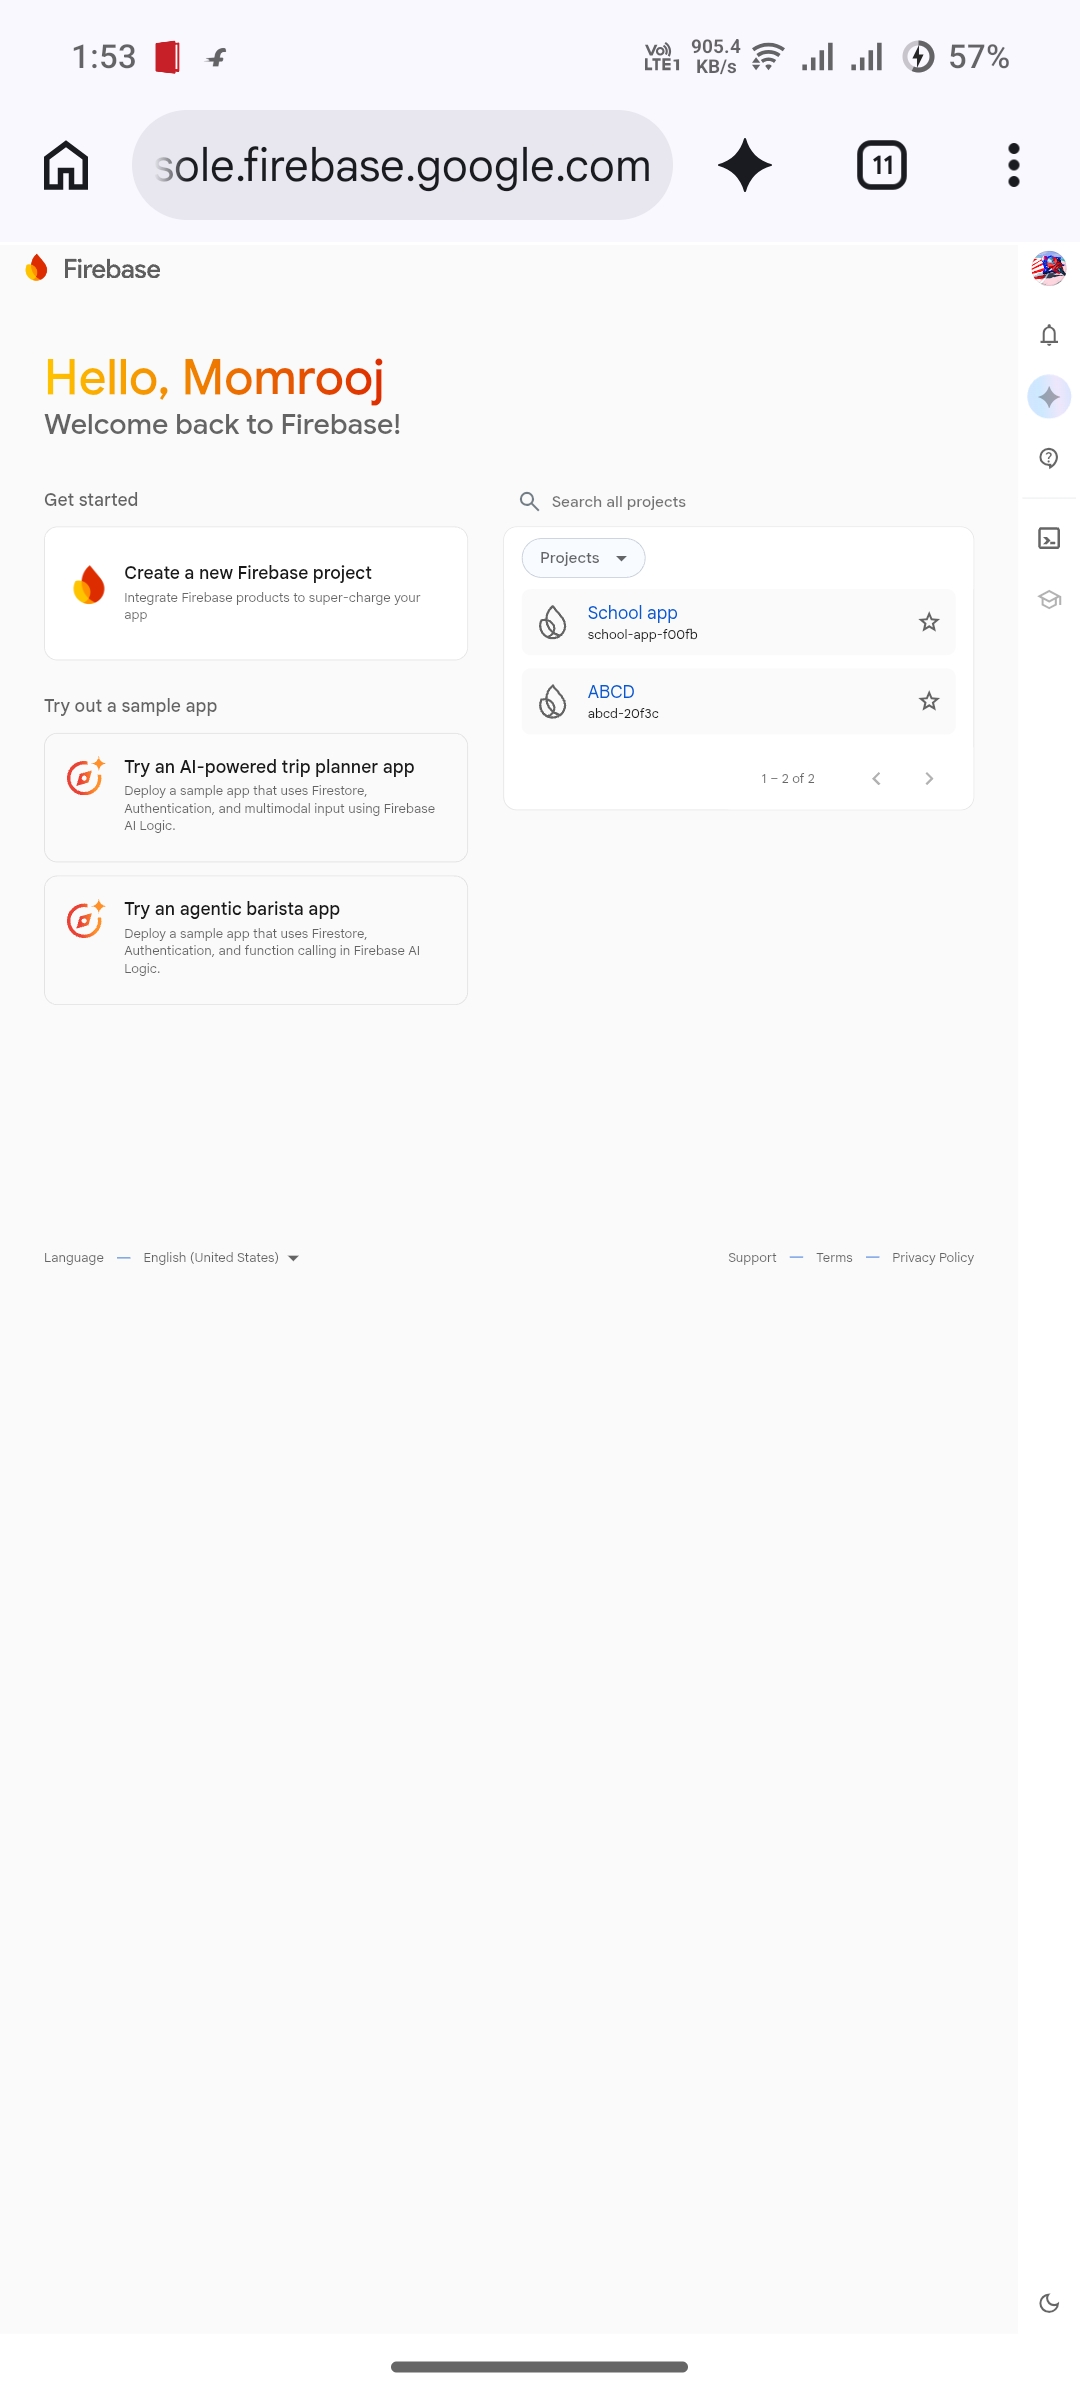 1:53
Vo)) LTE1
905.4 KB/s
57%
sole.firebase.google.com
11
Firebase
Hello, Momrooj
Welcome back to Firebase!
Get started
Create a new Firebase project
Integrate Firebase products to super-charge your
app
Try out a sample app
Try an AI-powered trip planner app
Deploy a sample app that uses Firestore,
Authentication, and multimodal input using Firebase
AI Logic.
Try an agentic barista app
Deploy a sample app that uses Firestore,
Authentication, and function calling in Firebase AI
Logic.
Search all projects
Projects
School app
school-app-f00fb
ABCD
abcd-20f3c
1 – 2 of 2
Language — English (United States)
Support — Terms — Privacy Policy